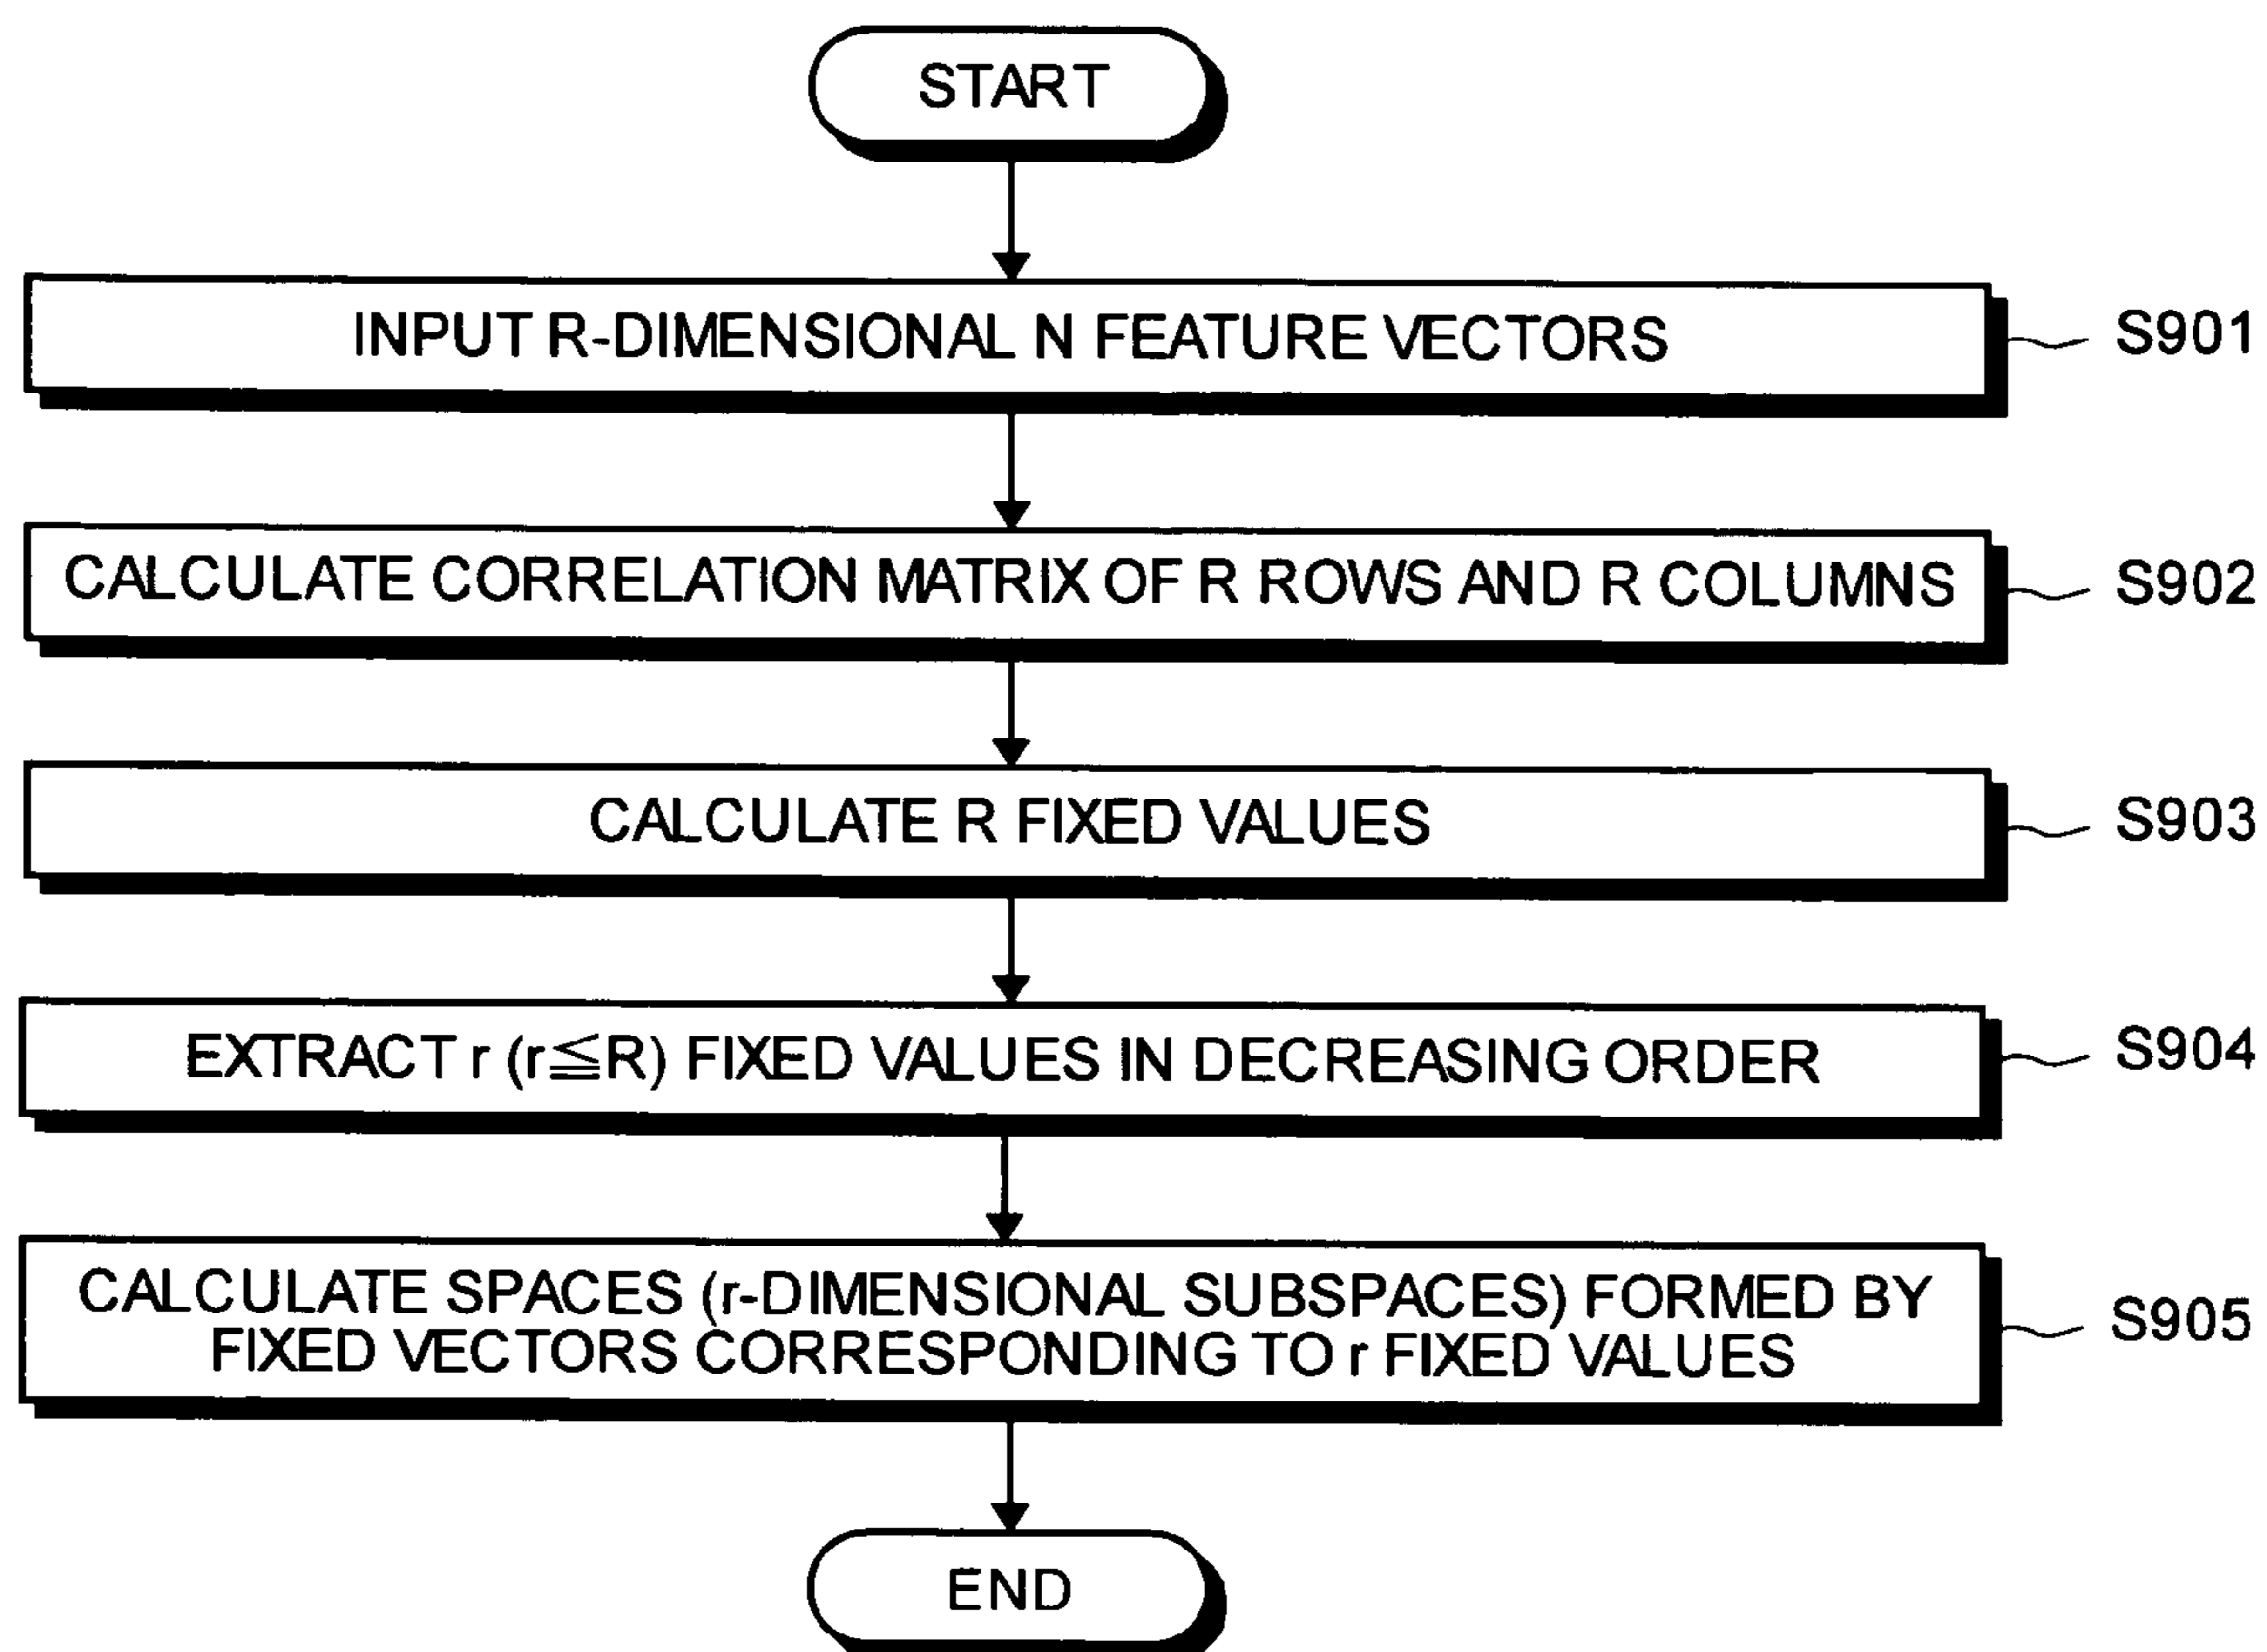 START
INPUT R-DIMENSIONAL N FEATURE VECTORS
S901
CALCULATE CORRELATION MATRIX OF R ROWS AND R COLUMNS
S902
CALCULATE R FIXED VALUES
S903
EXTRACT r (r≦R) FIXED VALUES IN DECREASING ORDER
S904
CALCULATE SPACES (r-DIMENSIONAL SUBSPACES) FORMED BY
FIXED VECTORS CORRESPONDING TO r FIXED VALUES
S905
END